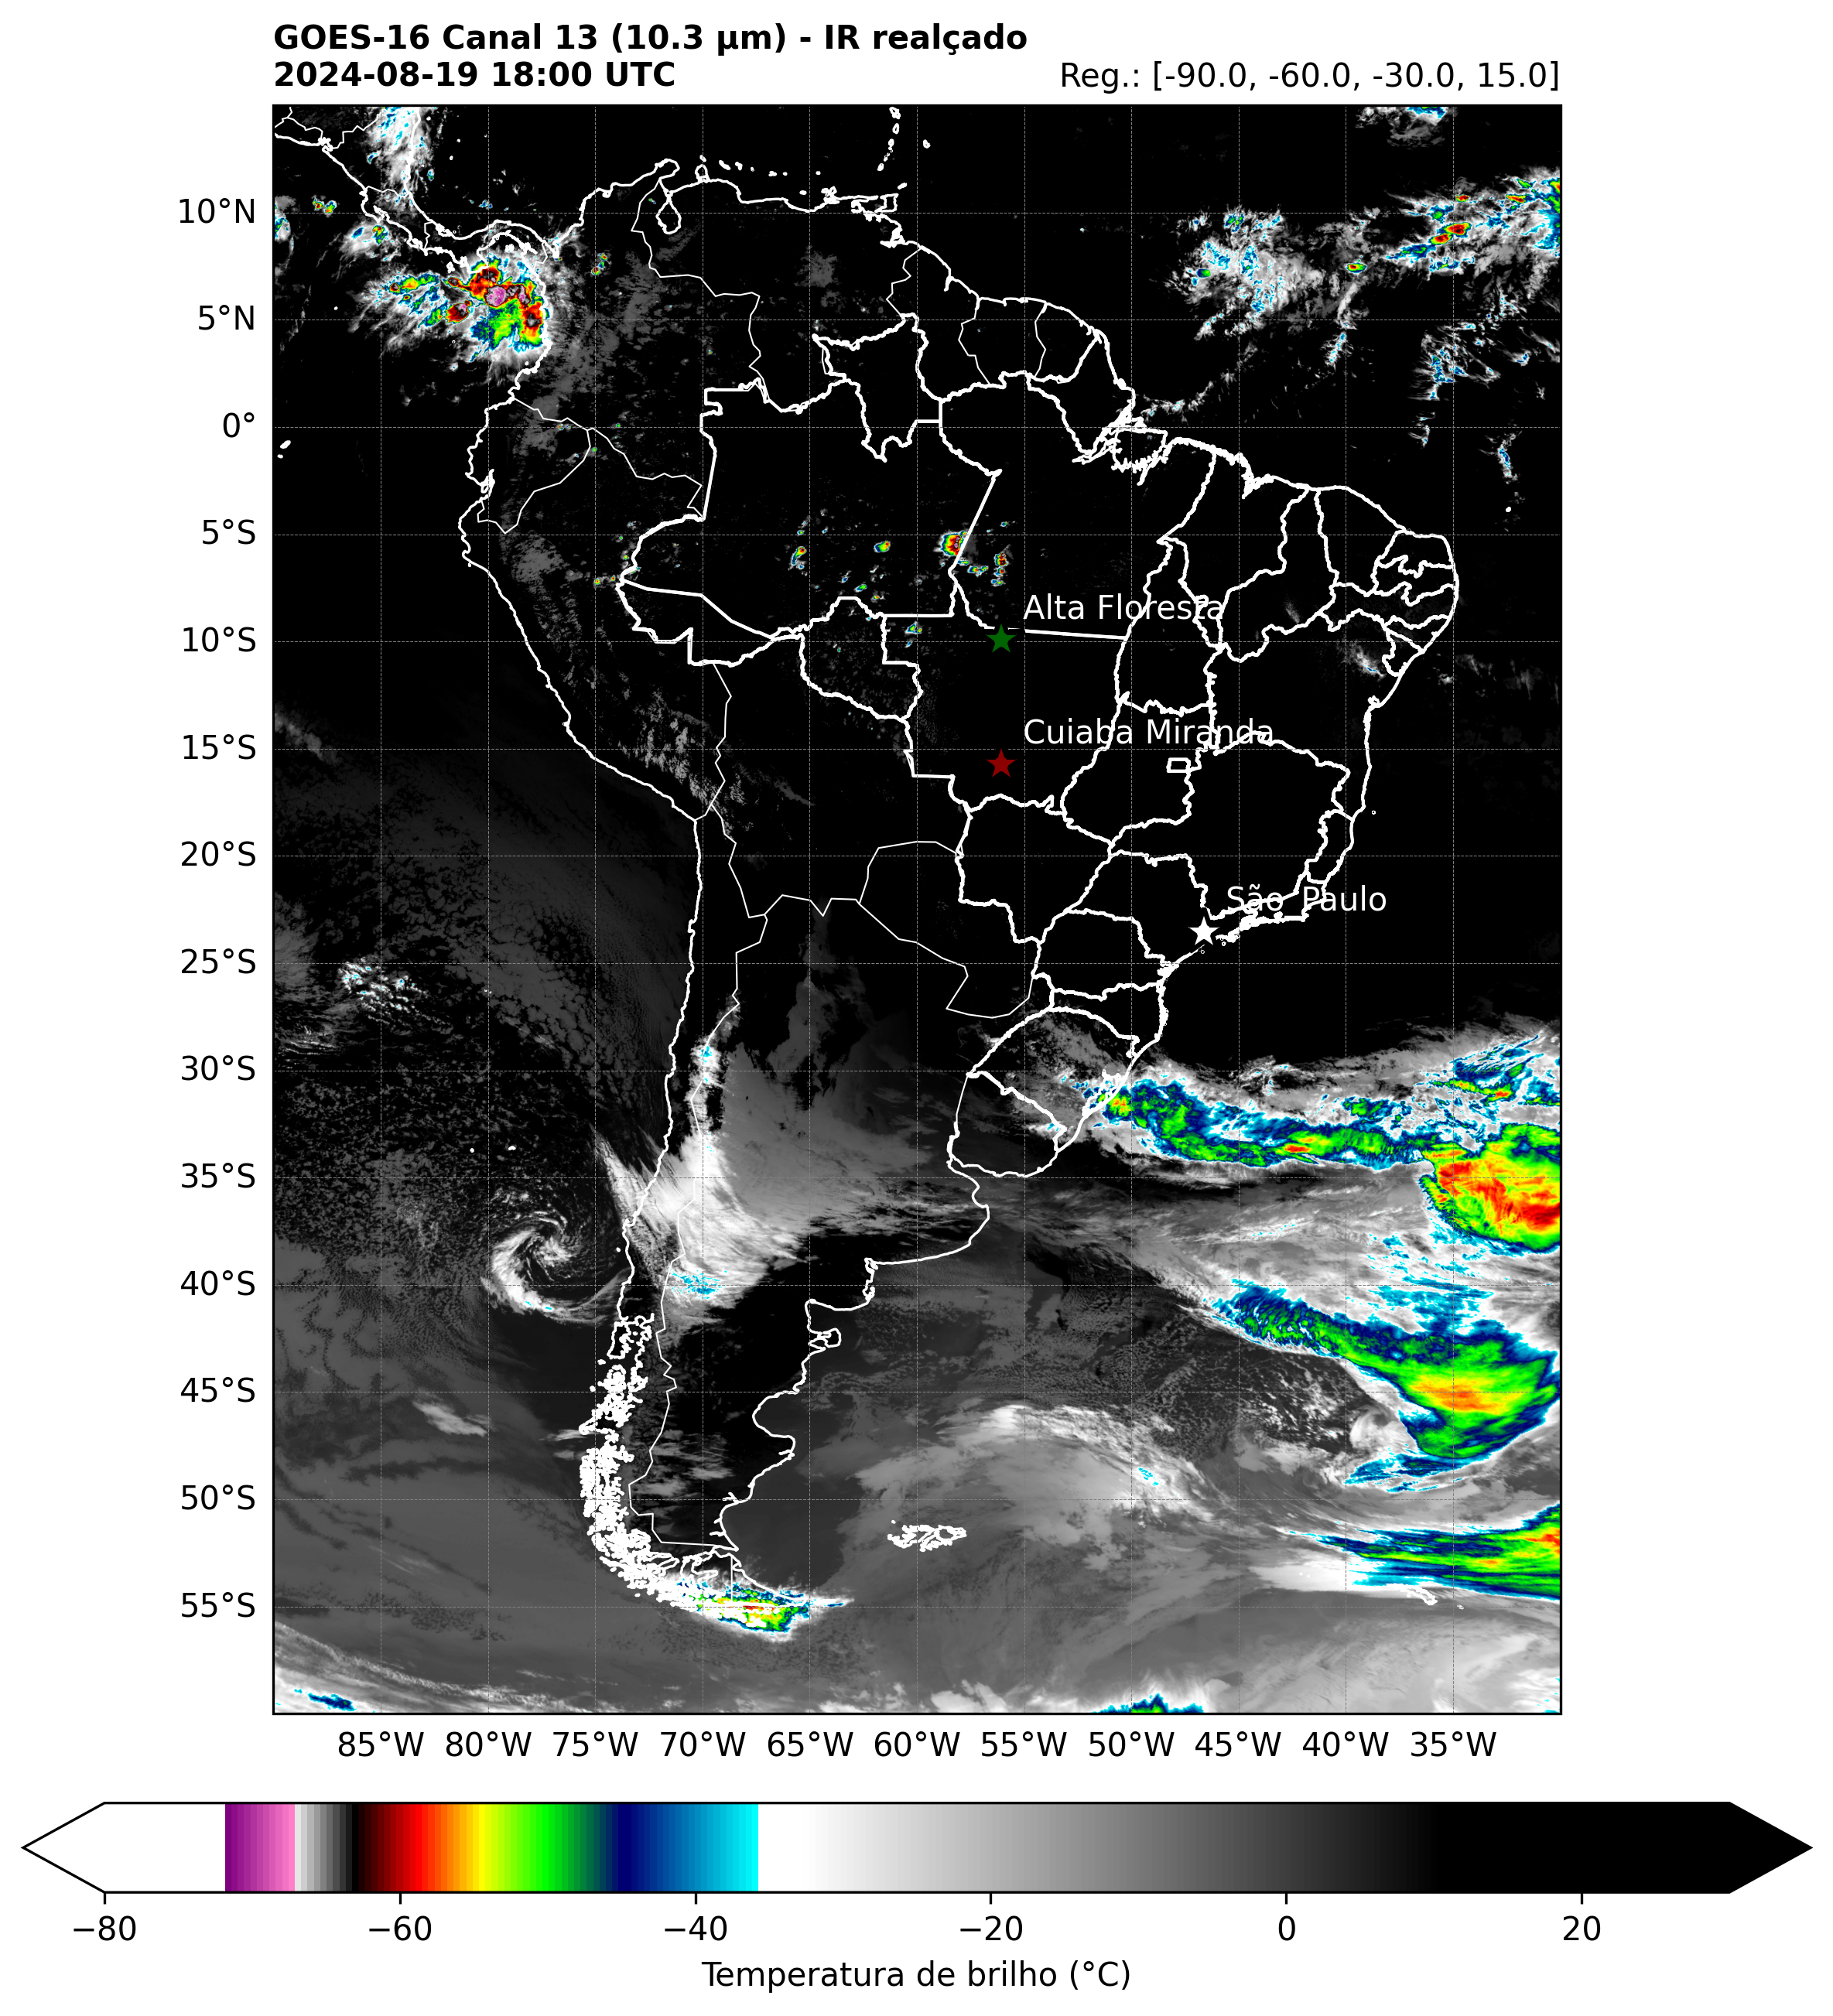 GOES-16 Canal 13 (10.3 µm) - IR realçado
2024-08-19 18:00 UTC
Reg.: [-90.0, -60.0, -30.0, 15.0]
10°N
5°N
0°
5°S
10°S
15°S
20°S
25°S
30°S
35°S
40°S
45°S
50°S
55°S
Alta Floresta
Cuiaba Miranda
São Paulo
85°W 80°W 75°W 70°W 65°W 60°W 55°W 50°W 45°W 40°W 35°W
−80 −60 −40 −20 0 20
Temperatura de brilho (°C)